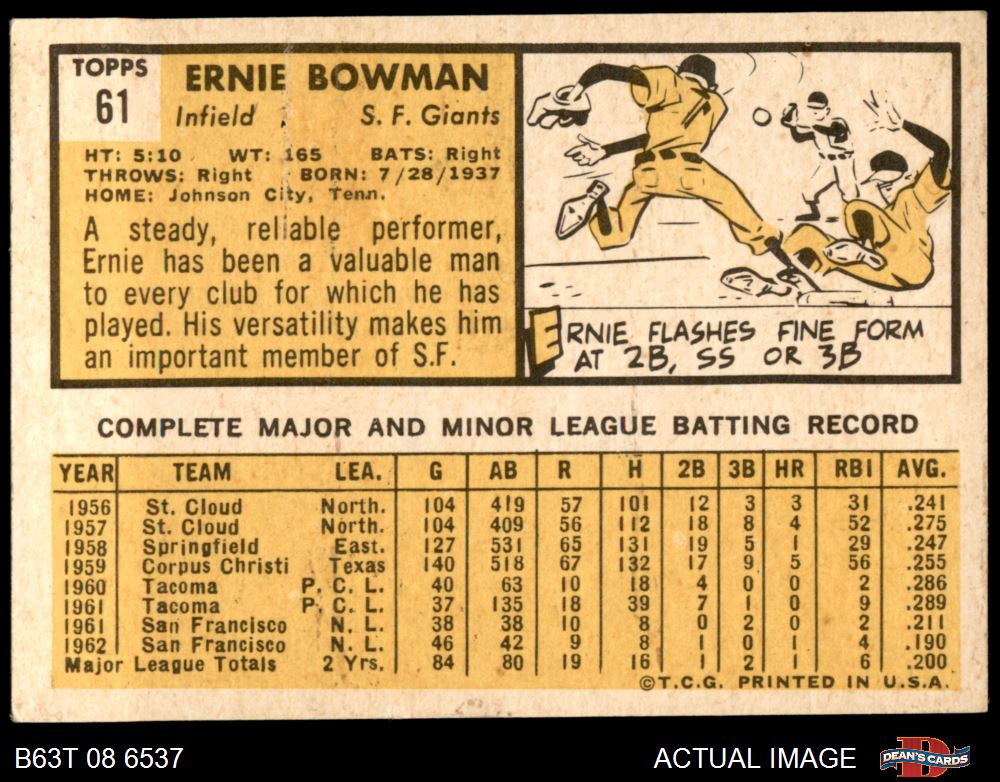 TOPPS
61
ERNIE BOWMAN
Infield S. F. Giants
HT: 5:10 WT: 165 BATS: Right
THROWS: Right BORN: 7/28/1937
HOME: Johnson City, Tenn.
A steady, reliable performer,
Ernie has been a valuable man
to every club for which he has
played. His versatility makes him
an important member of S.F.
ERNIE FLASHES FINE FORM
AT 2B, SS OR 3B
COMPLETE MAJOR AND MINOR LEAGUE BATTING RECORD
YEAR TEAM LEA. G AB R H 2B 3B HR RBI AVG.
1956 St. Cloud North. 104 419 57 101 12 3 3 31 .241
1957 St. Cloud North. 104 409 56 112 18 8 4 52 .275
1958 Springfield East. 127 531 65 131 19 5 1 29 .247
1959 Corpus Christi Texas 140 518 67 132 17 9 5 56 .255
1960 Tacoma P. C. L. 40 63 10 18 4 0 0 2 .286
1961 Tacoma P. C. L. 37 135 18 39 7 1 0 9 .289
1961 San Francisco N. L. 38 38 10 8 0 2 0 2 .211
1962 San Francisco N. L. 46 42 9 8 1 0 1 4 .190
Major League Totals 2 Yrs. 84 80 19 16 1 2 1 6 .200
©T.C.G. PRINTED IN U.S.A.
B63T 08 6537 ACTUAL IMAGE DEAN'S CARDS